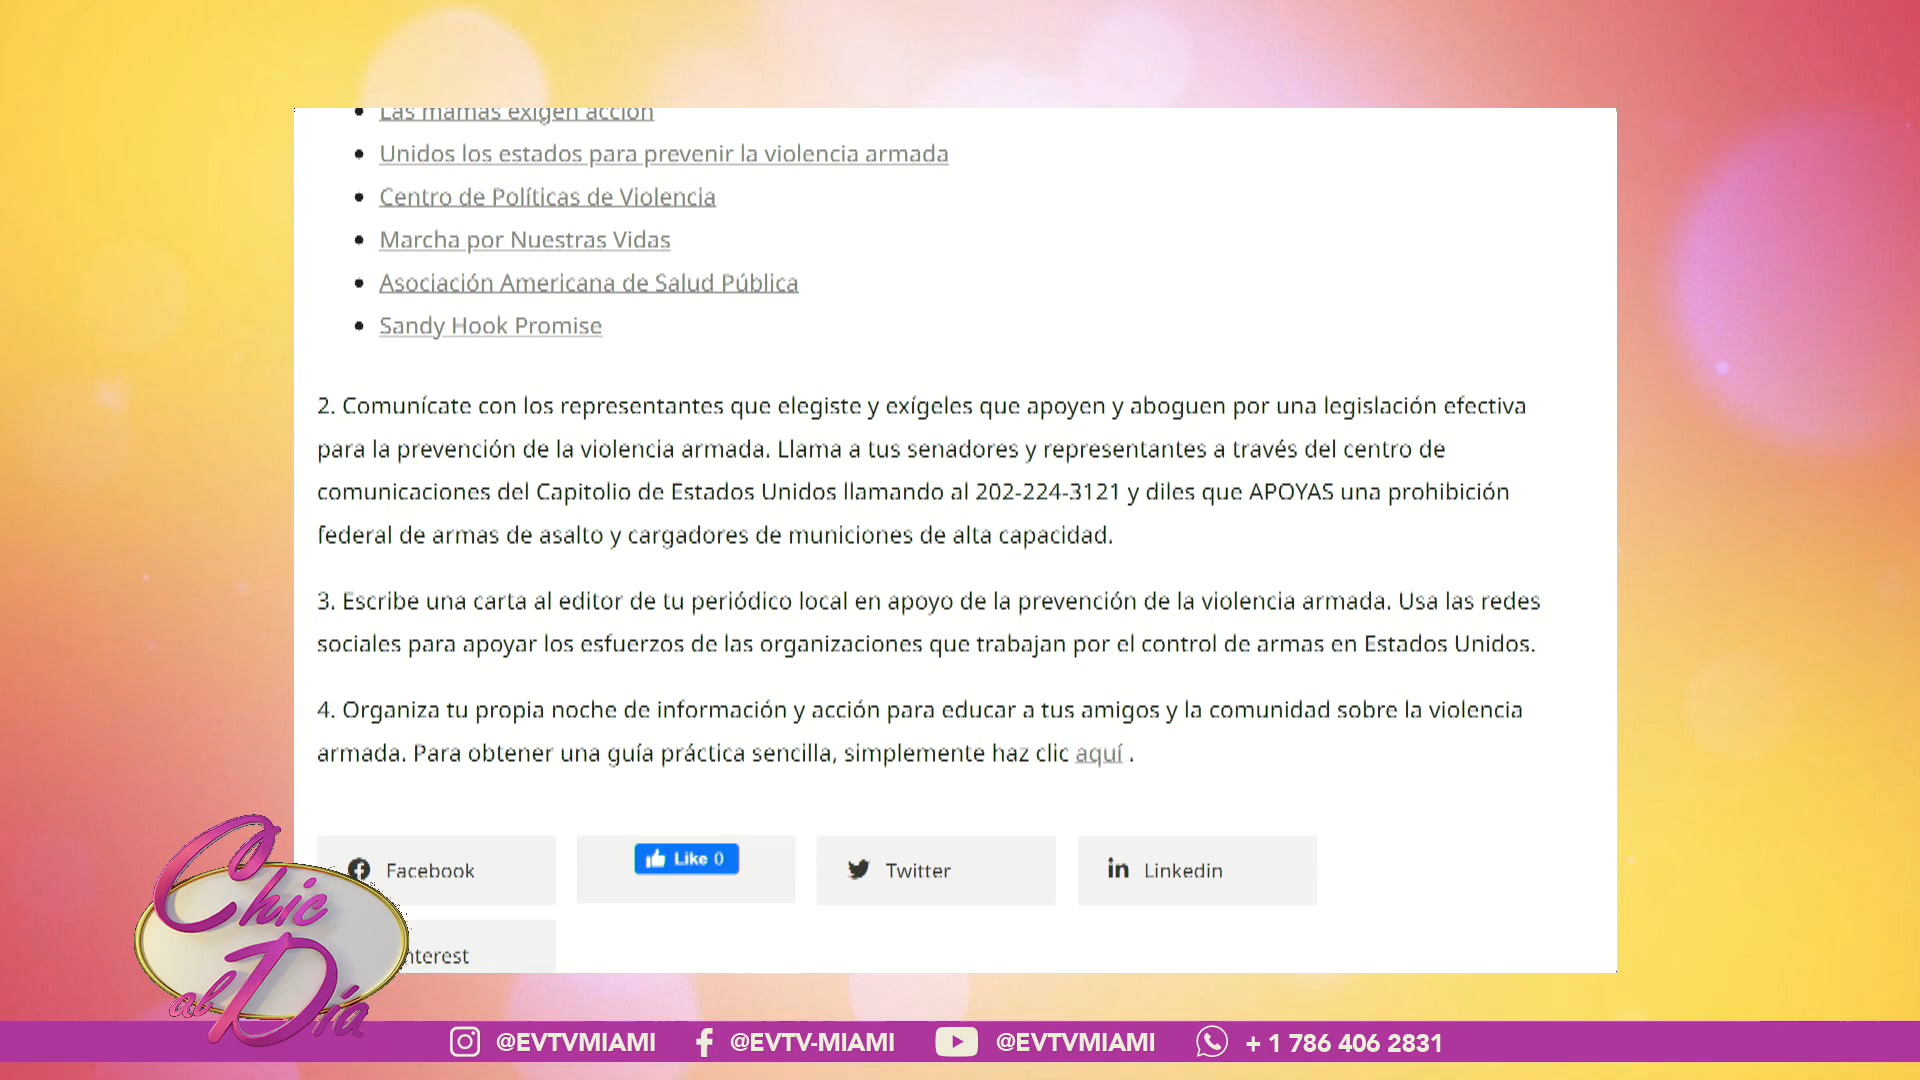 Las mamás exigen acción
Unidos los estados para prevenir la violencia armada
Centro de Políticas de Violencia
Marcha por Nuestras Vidas
Asociación Americana de Salud Pública
Sandy Hook Promise
2. Comunícate con los representantes que elegiste y exígeles que apoyen y aboguen por una legislación efectiva
para la prevención de la violencia armada. Llama a tus senadores y representantes a través del centro de
comunicaciones del Capitolio de Estados Unidos llamando al 202-224-3121 y diles que APOYAS una prohibición
federal de armas de asalto y cargadores de municiones de alta capacidad.
3. Escribe una carta al editor de tu periódico local en apoyo de la prevención de la violencia armada. Usa las redes
sociales para apoyar los esfuerzos de las organizaciones que trabajan por el control de armas en Estados Unidos.
4. Organiza tu propia noche de información y acción para educar a tus amigos y la comunidad sobre la violencia
armada. Para obtener una guía práctica sencilla, simplemente haz clic aquí .
Facebook
Like 0
Twitter
Linkedin
nterest
Chic
al Día
@EVTVMIAMI
@EVTV-MIAMI
@EVTVMIAMI
+ 1 786 406 2831